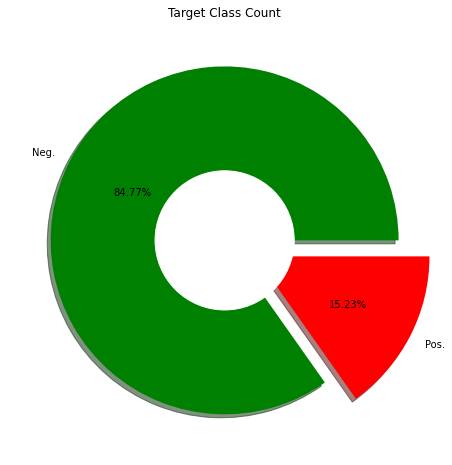 Target Class Count
Neg.
84.77%
15.23%
Pos.